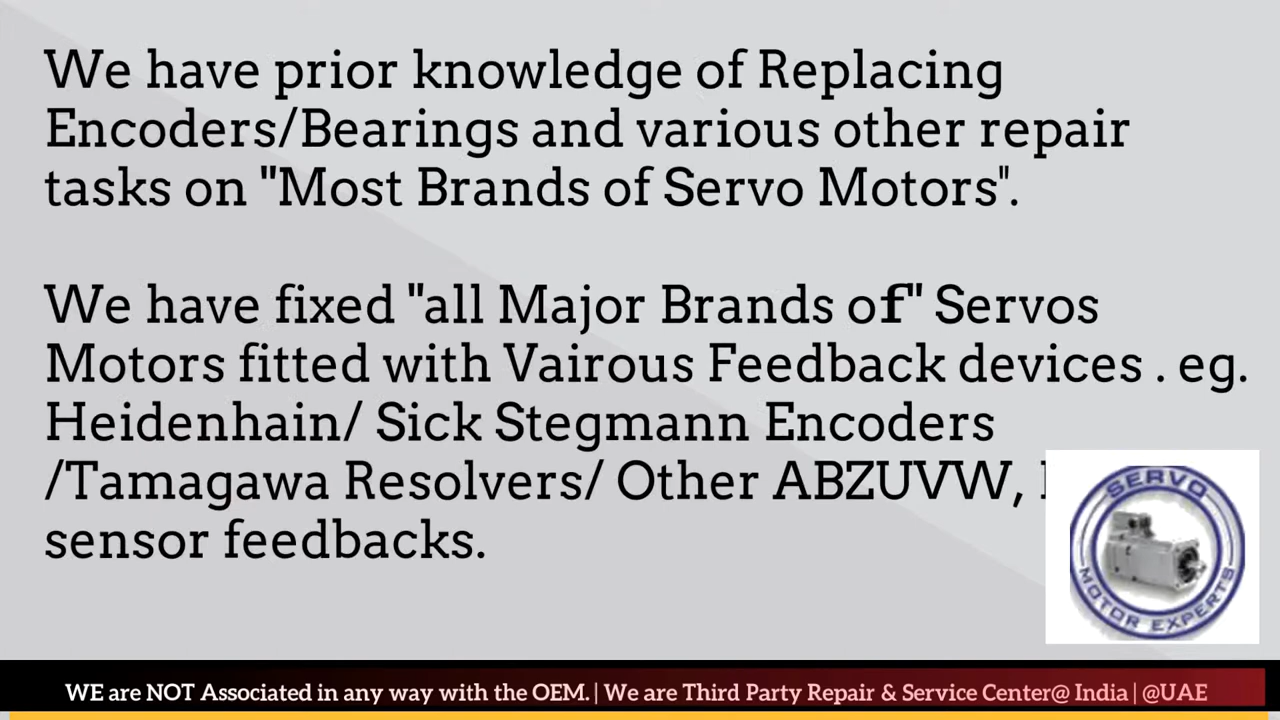 We have prior knowledge of Replacing
Encoders/Bearings and various other repair
tasks on "Most Brands of Servo Motors".
We have fixed "all Major Brands of" Servos
Motors fitted with Vairous Feedback devices . eg.
Heidenhain/ Sick Stegmann Encoders
/Tamagawa Resolvers/ Other ABZUVW,
sensor feedbacks.
SERVO
MOTOR EXPERTS
WE are NOT Associated in any way with the OEM. | We are Third Party Repair & Service Center@ India | @UAE